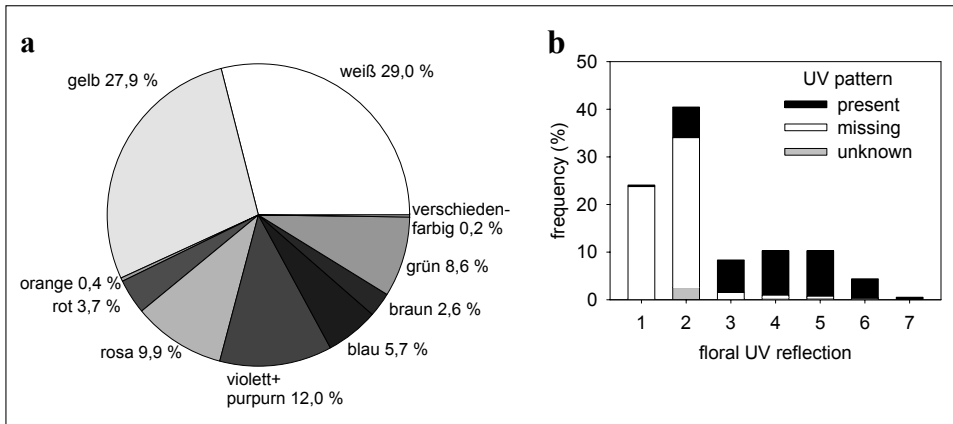 a
gelb 27,9 %
weiß 29,0 %
verschieden-
farbig 0,2 %
grün 8,6 %
braun 2,6 %
blau 5,7 %
violett+
purpurn 12,0 %
rosa 9,9 %
rot 3,7 %
orange 0,4 %
b
UV pattern
present
missing
unknown
frequency (%)
50
40
30
20
10
0
1 2 3 4 5 6 7
floral UV reflection